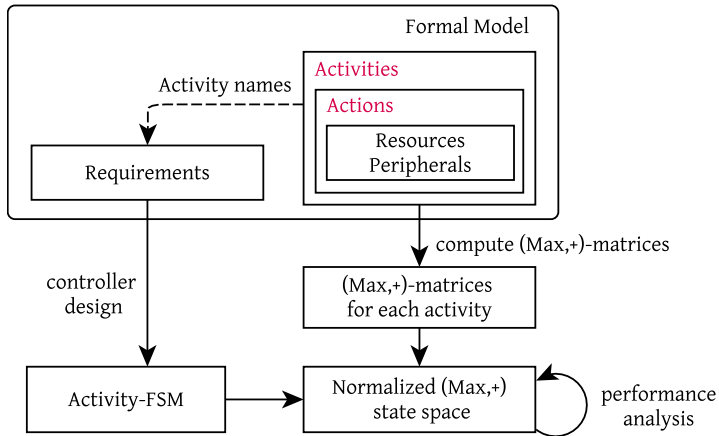 Formal Model
Activities
Activity names
Actions
Resources
Peripherals
Requirements
compute (Max,+)-matrices
controller
design
(Max,+)-matrices
for each activity
Activity-FSM
Normalized (Max,+)
state space
performance
analysis